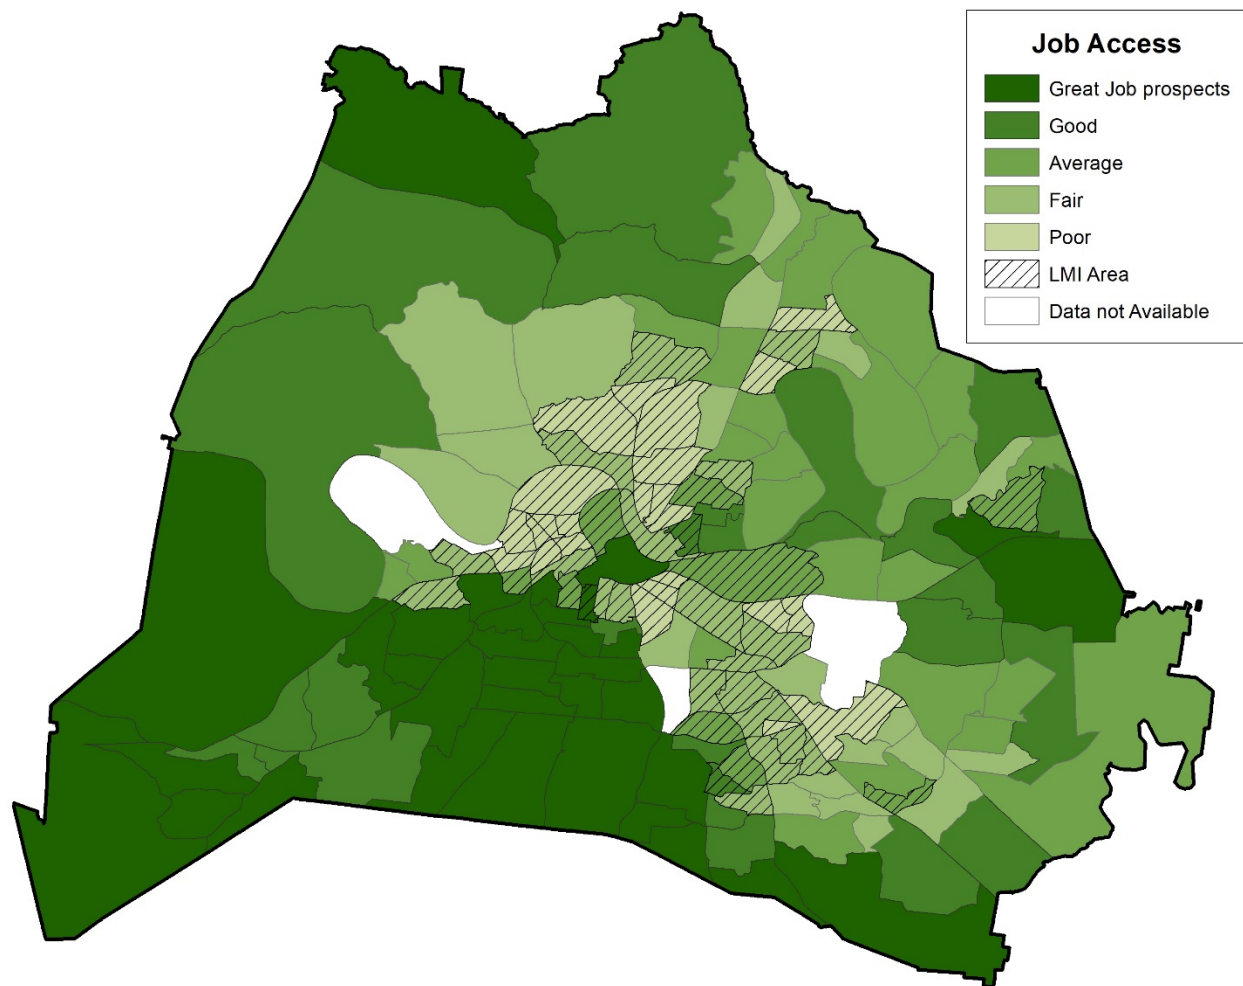 Job Access
Great Job prospects
Good
Average
Fair
Poor
LMI Area
Data not Available